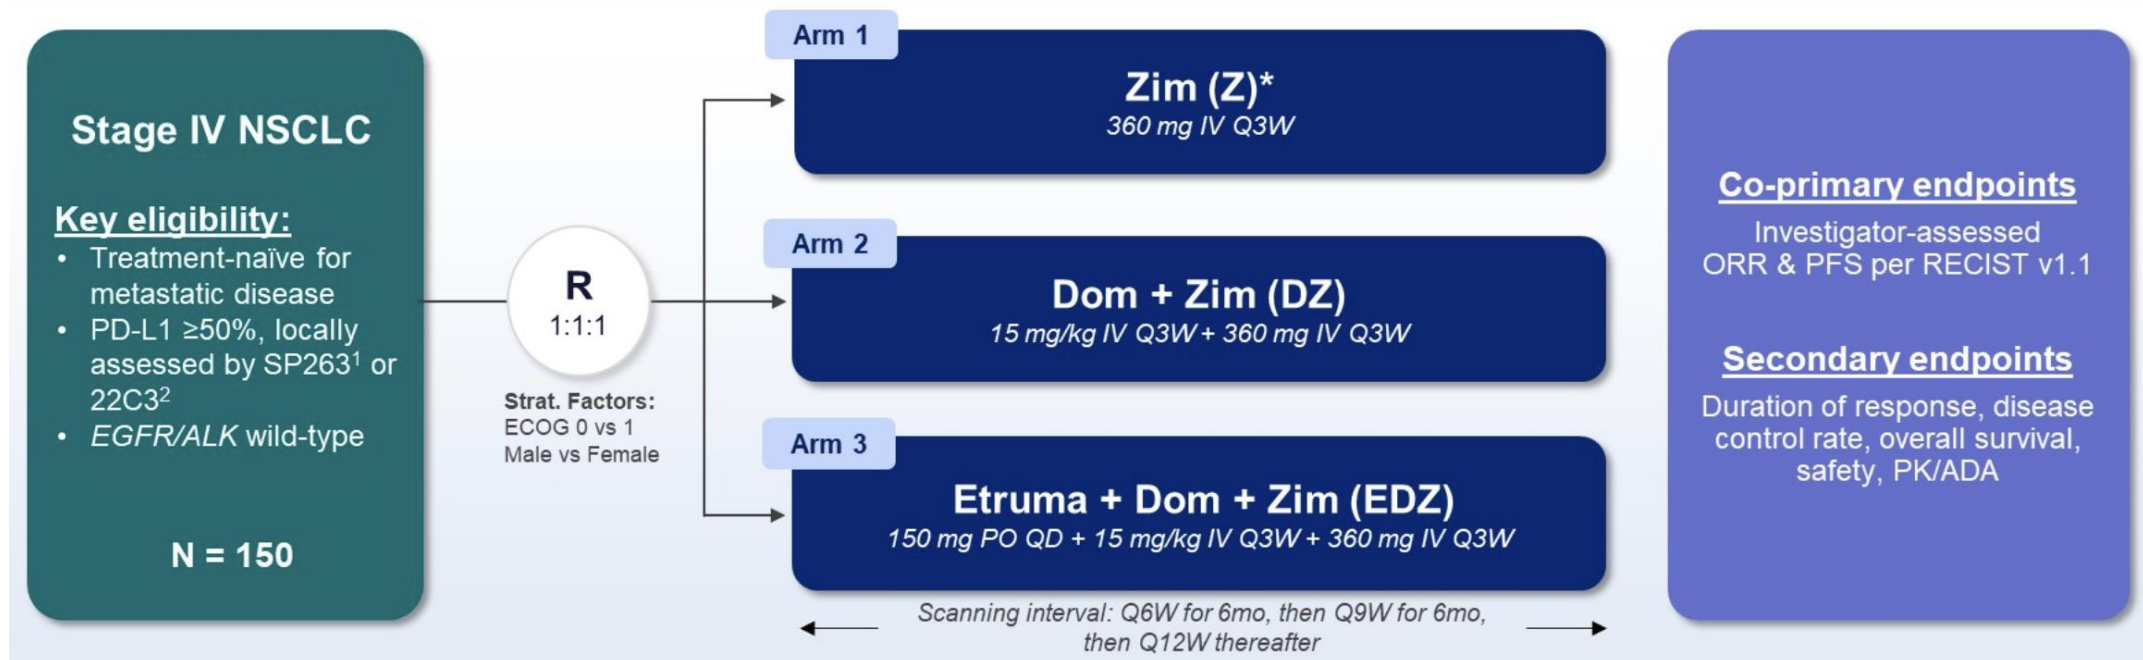 Stage IV NSCLC
Key eligibility:
• Treatment-naïve for
metastatic disease
• PD-L1 ≥50%, locally
assessed by SP263¹ or
22C3²
• EGFR/ALK wild-type
N = 150
R
1:1:1
Strat. Factors:
ECOG 0 vs 1
Male vs Female
Arm 1
Zim (Z)*
360 mg IV Q3W
Arm 2
Dom + Zim (DZ)
15 mg/kg IV Q3W + 360 mg IV Q3W
Arm 3
Etruma + Dom + Zim (EDZ)
150 mg PO QD + 15 mg/kg IV Q3W + 360 mg IV Q3W
Scanning interval: Q6W for 6mo, then Q9W for 6mo,
then Q12W thereafter
Co-primary endpoints
Investigator-assessed
ORR & PFS per RECIST v1.1
Secondary endpoints
Duration of response, disease
control rate, overall survival,
safety, PK/ADA